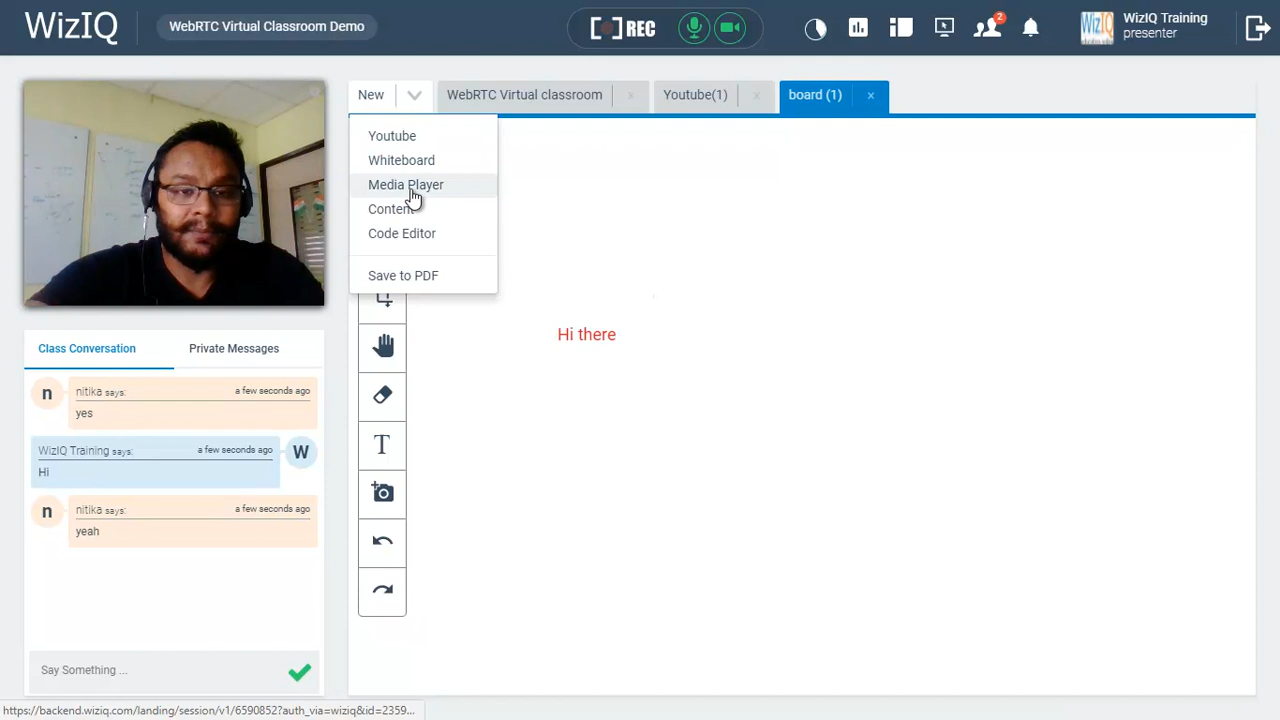 WizIQ
WebRTC Virtual Classroom Demo
REC
2
WizIQ Training
presenter
New
WebRTC Virtual classroom ×
Youtube(1) ×
board (1) ×
Youtube
Whiteboard
Media Player
Content
Code Editor
Save to PDF
Hi there
T
Class Conversation
Private Messages
n
nitika says: a few seconds ago
yes
WizIQ Training says: a few seconds ago
W
Hi
n
nitika says: a few seconds ago
yeah
Say Something ...
https://backend.wiziq.com/landing/session/v1/6590852?auth_via=wiziq&id=2359...